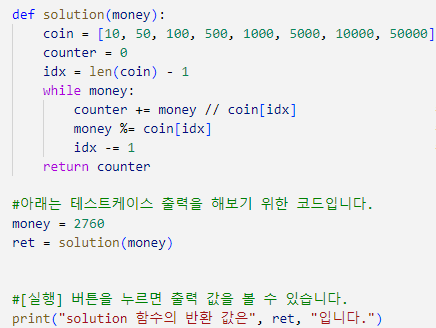 def solution(money):
    coin = [10, 50, 100, 500, 1000, 5000, 10000, 50000]
    counter = 0
    idx = len(coin) - 1
    while money:
        counter += money // coin[idx]
        money %= coin[idx]
        idx -= 1
    return counter

#아래는 테스트케이스 출력을 해보기 위한 코드입니다.
money = 2760
ret = solution(money)

#[실행] 버튼을 누르면 출력 값을 볼 수 있습니다.
print("solution 함수의 반환 값은", ret, "입니다.")